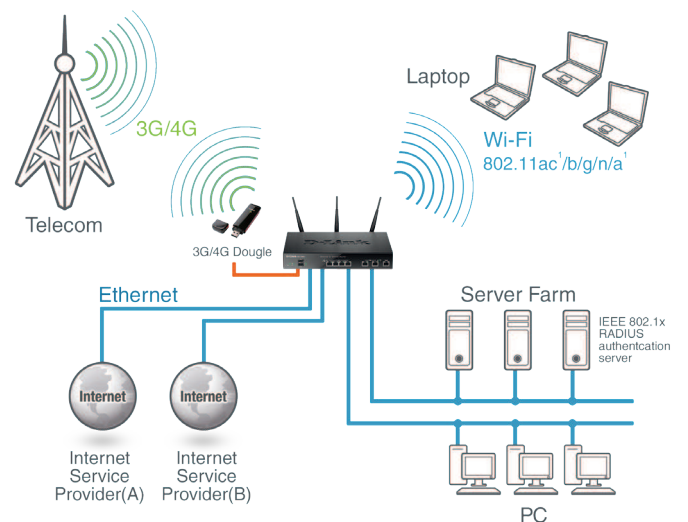 3G/4G
Telecom
Laptop
Wi-Fi
802.11ac¹/b/g/n/a¹
3G/4G Dougle
D-Link
Ethernet
Internet
Internet
Internet
Service
Provider(A)
Internet
Service
Provider(B)
Server Farm
IEEE 802.1x
RADIUS
authentcation
server
PC